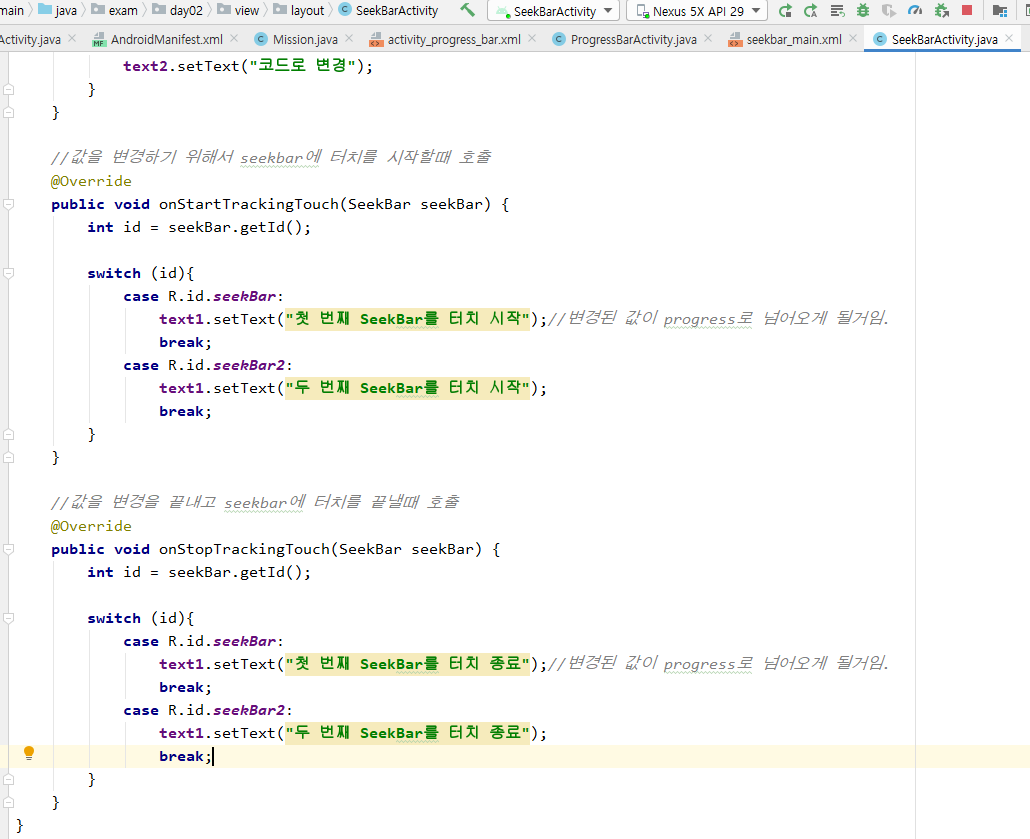 main java exam day02 view layout SeekBarActivity SeekBarActivity Nexus 5X API 29
Activity.java AndroidManifest.xml Mission.java activity_progress_bar.xml ProgressBarActivity.java seekbar_main.xml SeekBarActivity.java
text2.setText("코드로 변경");
}
}
//값을 변경하기 위해서 seekbar에 터치를 시작할때 호출
@Override
public void onStartTrackingTouch(SeekBar seekBar) {
int id = seekBar.getId();
switch (id){
case R.id.seekBar:
text1.setText("첫 번째 SeekBar를 터치 시작");//변경된 값이 progress로 넘어오게 될거임.
break;
case R.id.seekBar2:
text1.setText("두 번째 SeekBar를 터치 시작");
break;
}
}
//값을 변경을 끝내고 seekbar에 터치를 끝낼때 호출
@Override
public void onStopTrackingTouch(SeekBar seekBar) {
int id = seekBar.getId();
switch (id){
case R.id.seekBar:
text1.setText("첫 번째 SeekBar를 터치 종료");//변경된 값이 progress로 넘어오게 될거임.
break;
case R.id.seekBar2:
text1.setText("두 번째 SeekBar를 터치 종료");
break;
}
}
}